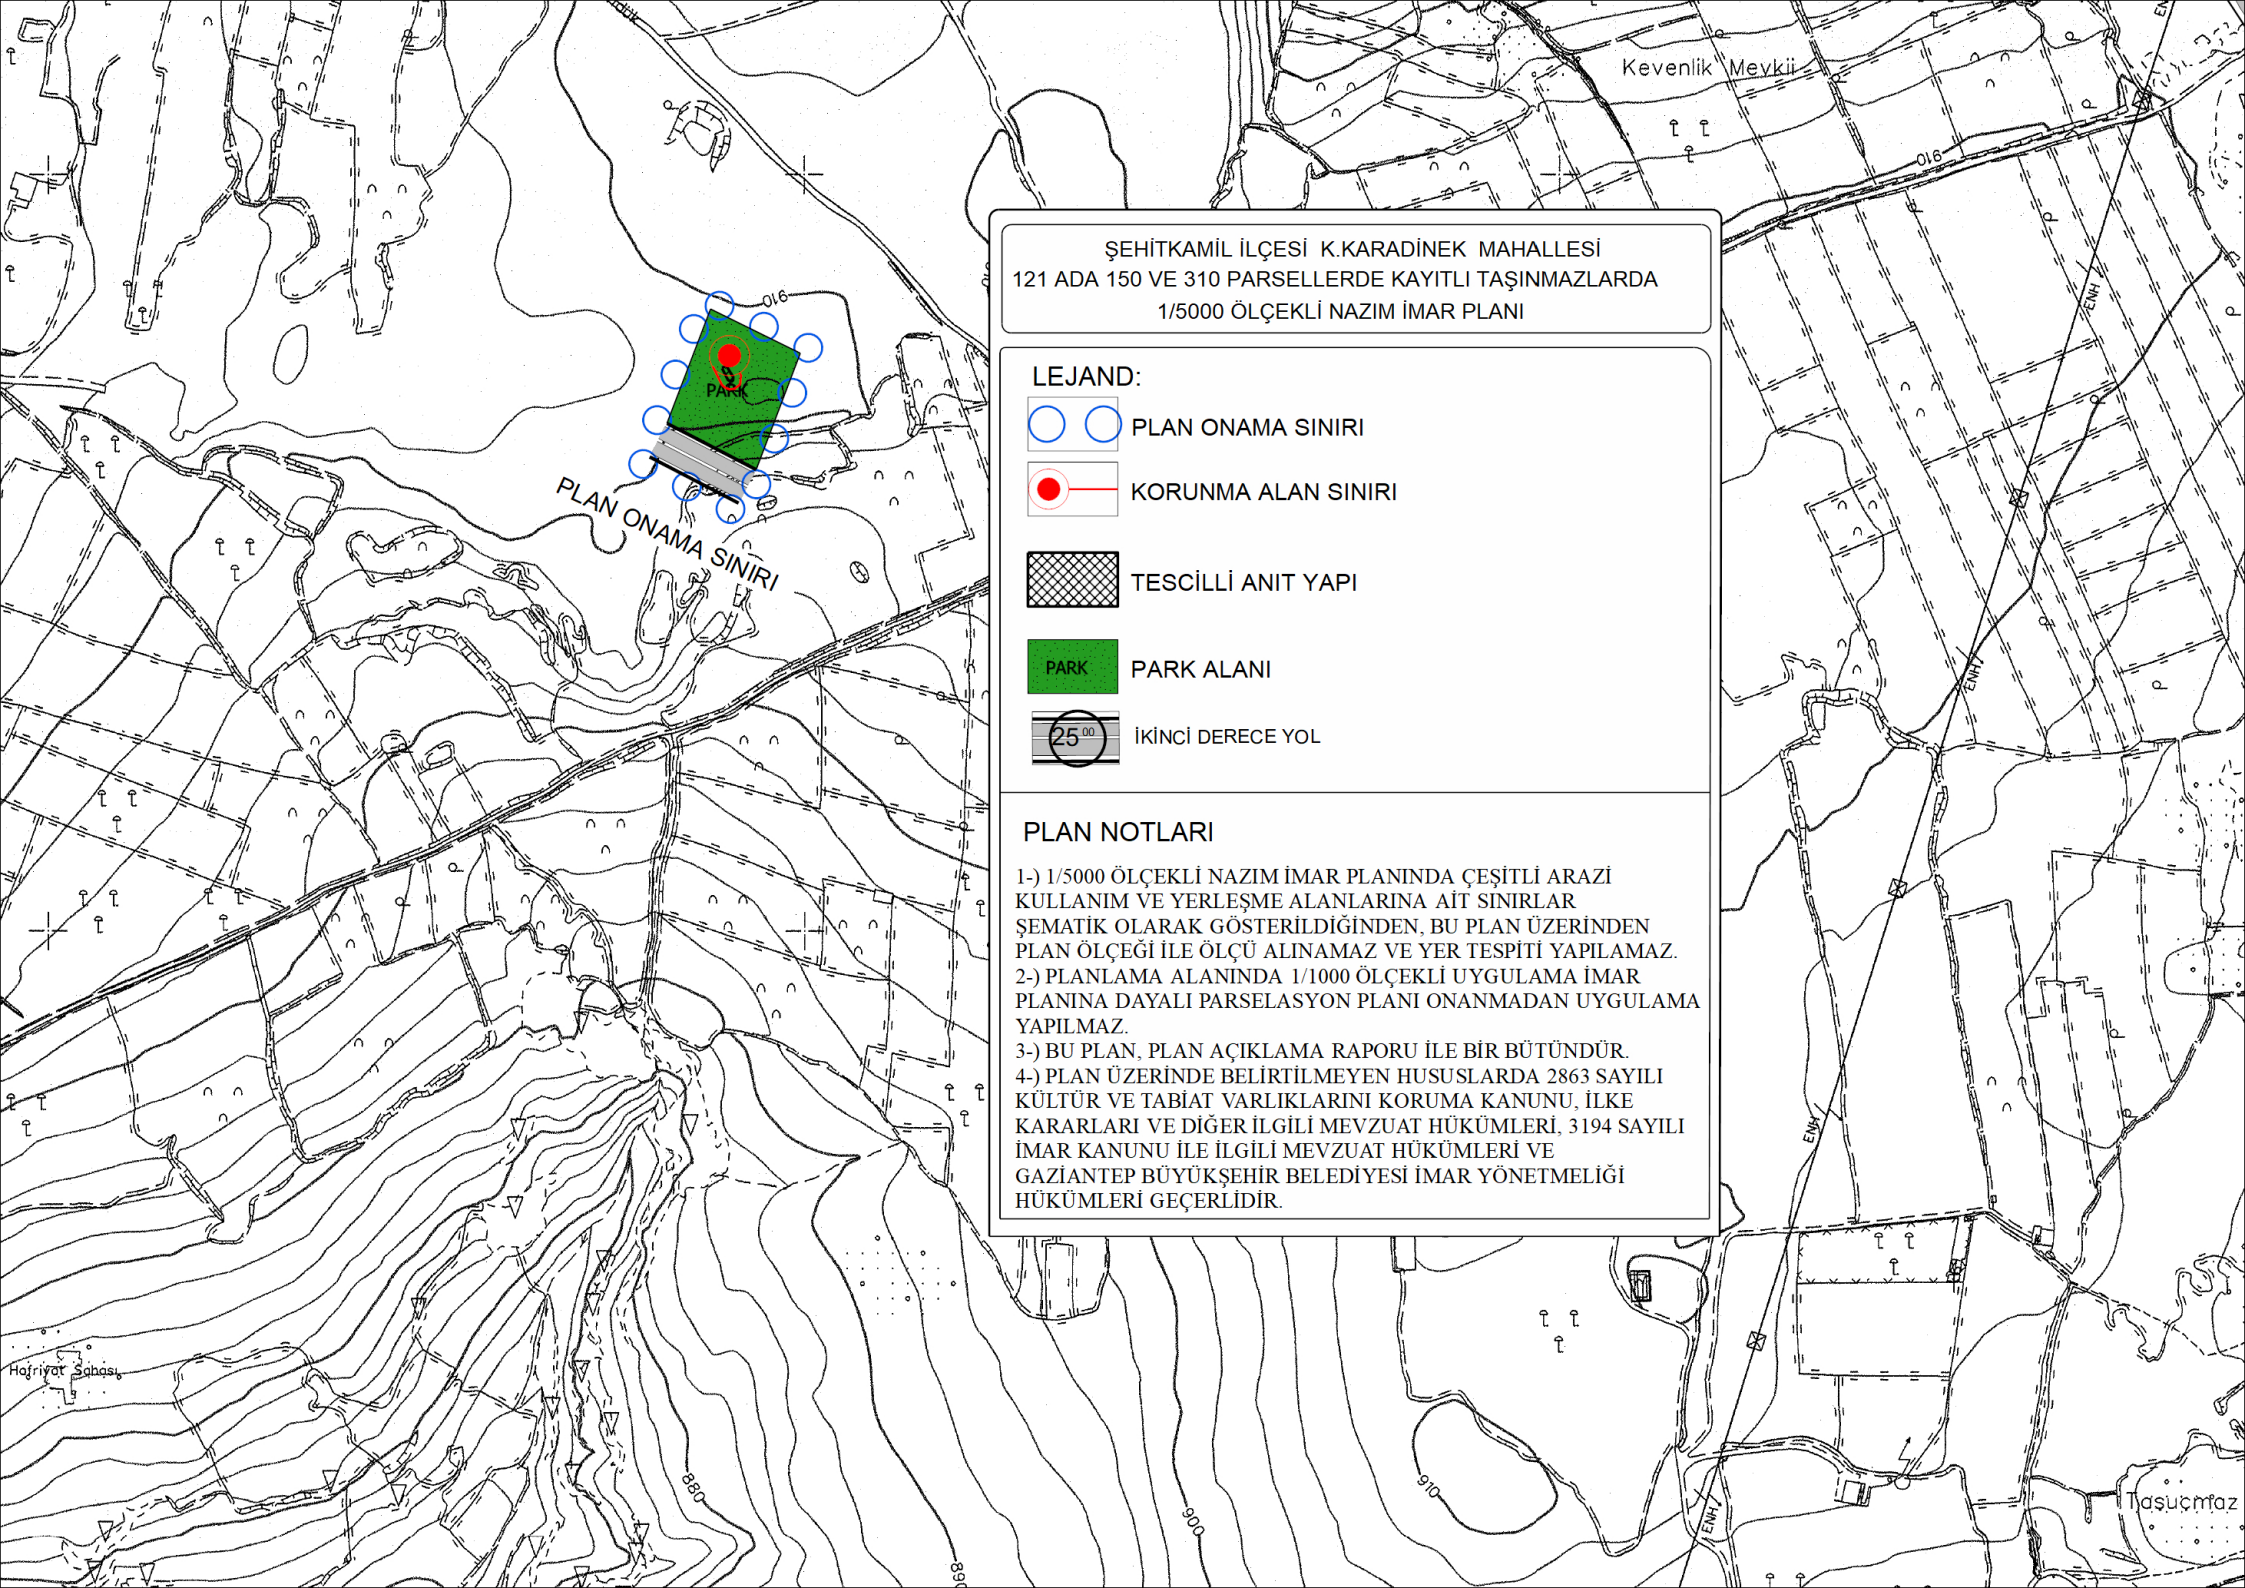 Kevenlik Mevkii
ENH
910
910
ŞEHİTKAMİL İLÇESİ K.KARADİNEK MAHALLESİ
121 ADA 150 VE 310 PARSELLERDE KAYITLI TAŞINMAZLARDA
1/5000 ÖLÇEKLİ NAZIM İMAR PLANI
PARK
PLAN ONAMA SINIRI
LEJAND:
PLAN ONAMA SINIRI
KORUNMA ALAN SINIRI
TESCİLLİ ANIT YAPI
PARK
PARK ALANI
25 00
İKİNCİ DERECE YOL
ENH
ENH
PLAN NOTLARI
1-) 1/5000 ÖLÇEKLİ NAZIM İMAR PLANINDA ÇEŞİTLİ ARAZİ
KULLANIM VE YERLEŞME ALANLARINA AİT SINIRLAR
ŞEMATİK OLARAK GÖSTERİLDİĞİNDEN, BU PLAN ÜZERİNDEN
PLAN ÖLÇEĞİ İLE ÖLÇÜ ALINAMAZ VE YER TESPİTİ YAPILAMAZ.
2-) PLANLAMA ALANINDA 1/1000 ÖLÇEKLİ UYGULAMA İMAR
PLANINA DAYALI PARSELASYON PLANI ONANMADAN UYGULAMA
YAPILMAZ.
3-) BU PLAN, PLAN AÇIKLAMA RAPORU İLE BİR BÜTÜNDÜR.
4-) PLAN ÜZERİNDE BELİRTİLMEYEN HUSUSLARDA 2863 SAYILI
KÜLTÜR VE TABİAT VARLIKLARINI KORUMA KANUNU, İLKE
KARARLARI VE DİĞER İLGİLİ MEVZUAT HÜKÜMLERİ, 3194 SAYILI
İMAR KANUNU İLE İLGİLİ MEVZUAT HÜKÜMLERİ VE
GAZİANTEP BÜYÜKŞEHİR BELEDİYESİ İMAR YÖNETMELİĞİ
HÜKÜMLERİ GEÇERLİDİR.
ENH
Hafriyat Sahası
880
900
910
890
ENH
Taşuçmaz